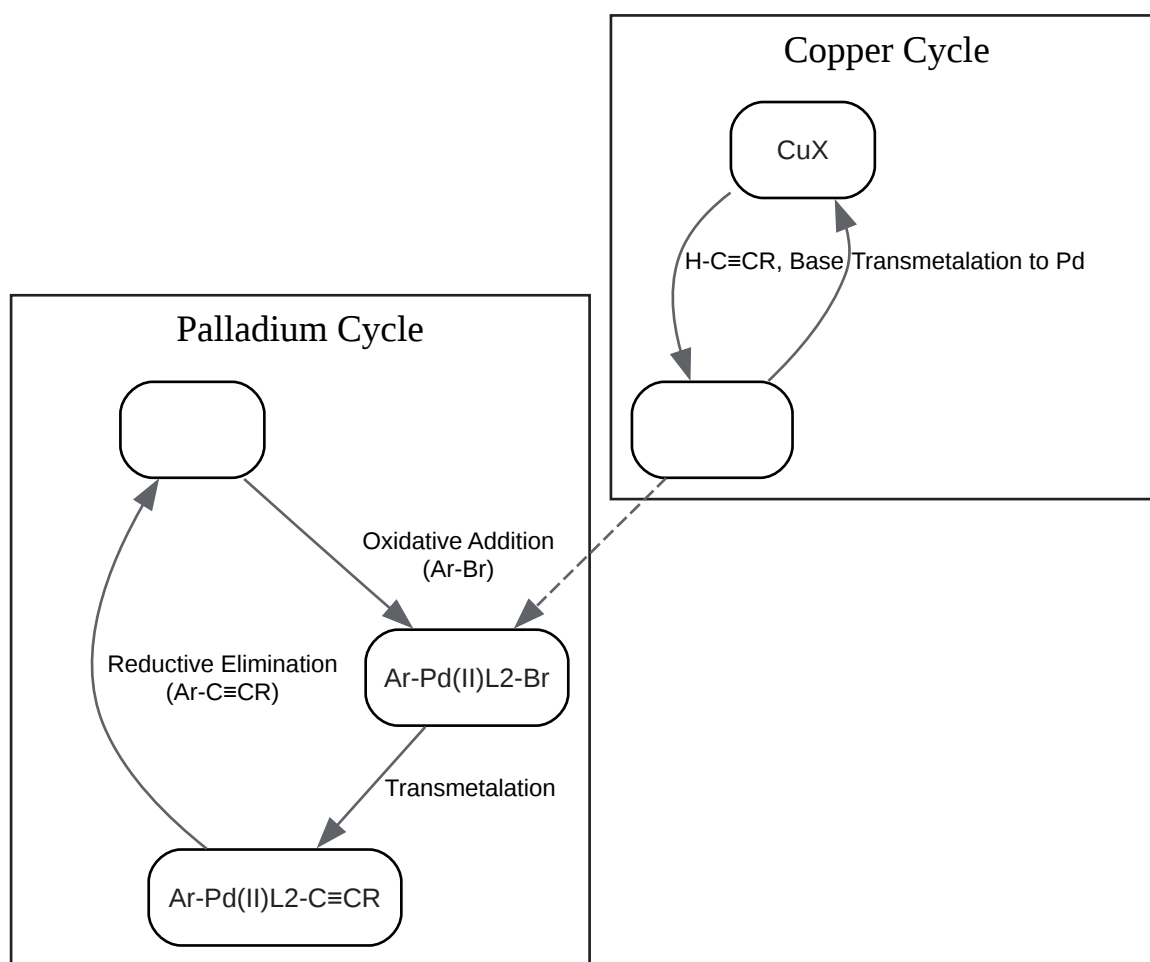 Copper Cycle
CuX
H-C≡CR, Base Transmetalation to Pd
Palladium Cycle
Oxidative Addition
(Ar-Br)
Reductive Elimination
(Ar-C≡CR)
Ar-Pd(II)L2-Br
Transmetalation
Ar-Pd(II)L2-C≡CR